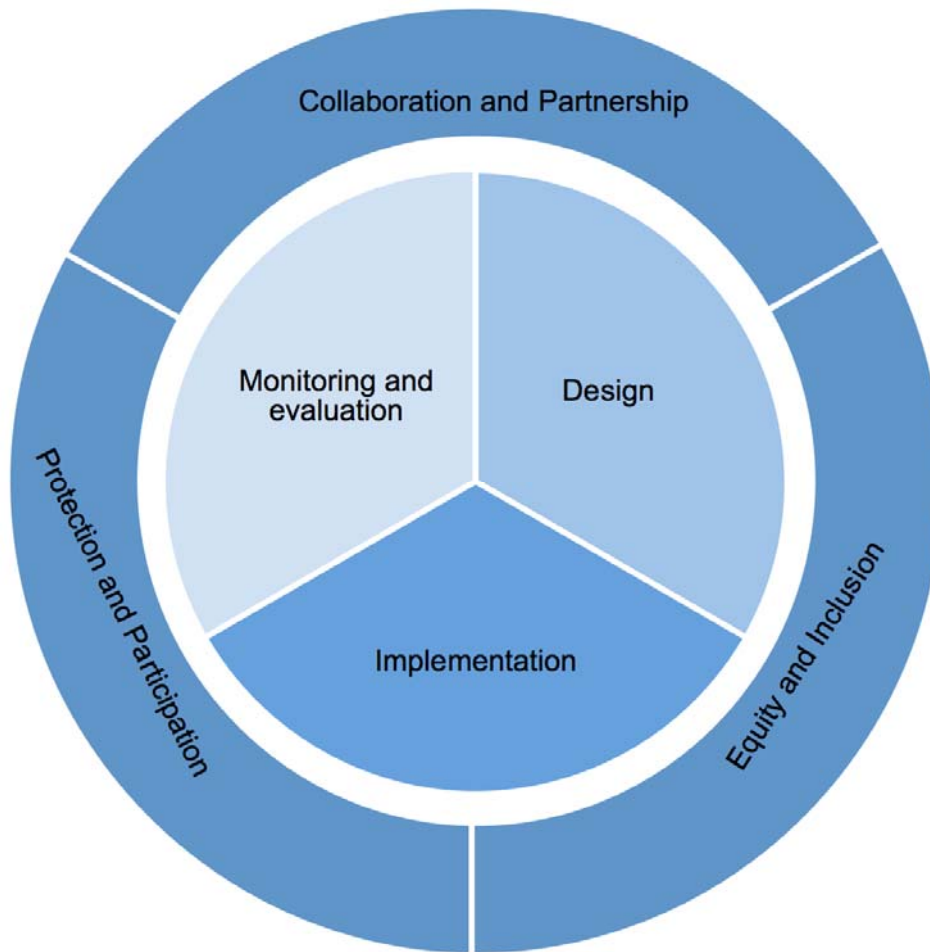 Collaboration and Partnership
Monitoring and
evaluation
Design
Implementation
Protection and Participation
Equity and Inclusion